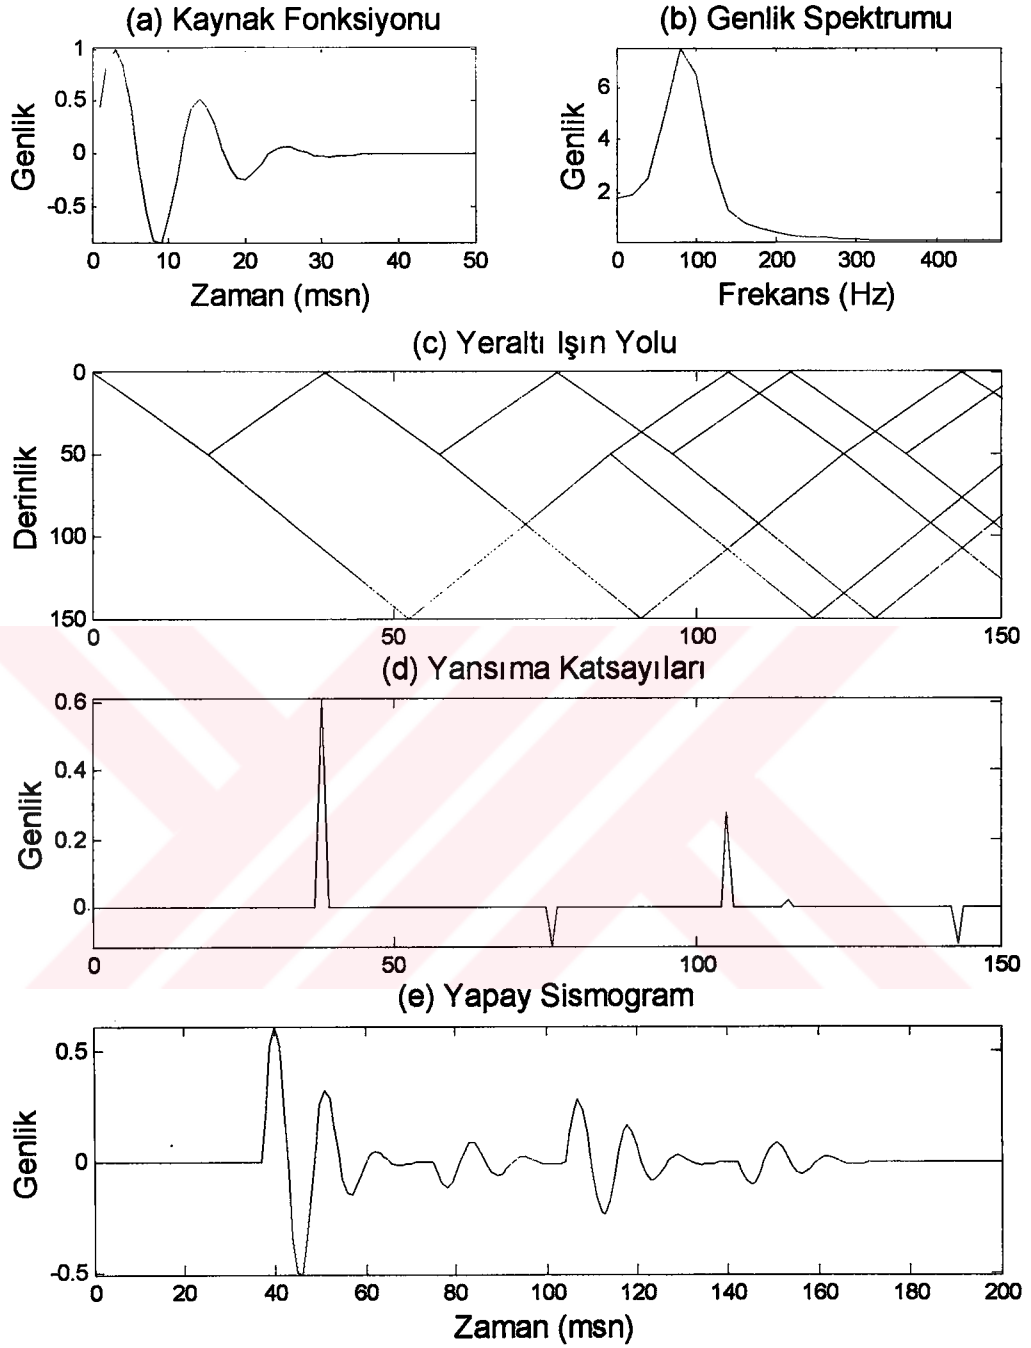 (a) Kaynak Fonksiyonu
(b) Genlik Spektrumu
Genlik
1
0.5
0
-0.5
0 10 20 30 40 50
Zaman (msn)
Genlik
6
4
2
0 100 200 300 400
Frekans (Hz)
(c) Yeraltı Işın Yolu
Derinlik
0
50
100
150
0 50 100 150
(d) Yansıma Katsayıları
Genlik
0.6
0.4
0.2
0
0 50 100 150
(e) Yapay Sismogram
Genlik
0.5
0
-0.5
0 20 40 60 80 100 120 140 160 180 200
Zaman (msn)